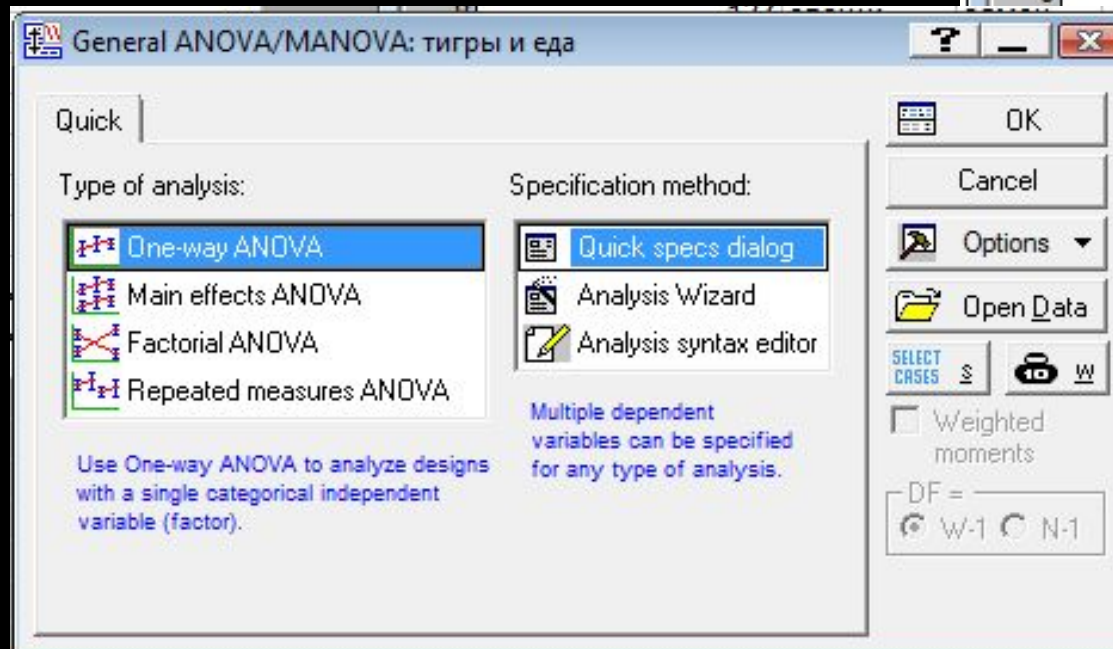 General ANOVA/MANOVA: тигры и еда
Quick
Type of analysis:
One-way ANOVA
Main effects ANOVA
Factorial ANOVA
Repeated measures ANOVA
Use One-way ANOVA to analyze designs
with a single categorical independent
variable (factor).
Specification method:
Quick specs dialog
Analysis Wizard
Analysis syntax editor
Multiple dependent
variables can be specified
for any type of analysis.
OK
Cancel
Options
Open Data
SELECT
CASES S
W
Weighted
moments
DF =
W-1 N-1